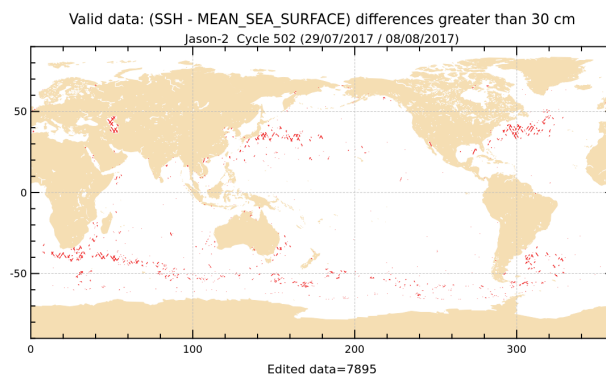 Valid data: (SSH - MEAN_SEA_SURFACE) differences greater than 30 cm
Jason-2 Cycle 502 (29/07/2017 / 08/08/2017)
50
0
-50
0 100 200 300
Edited data=7895